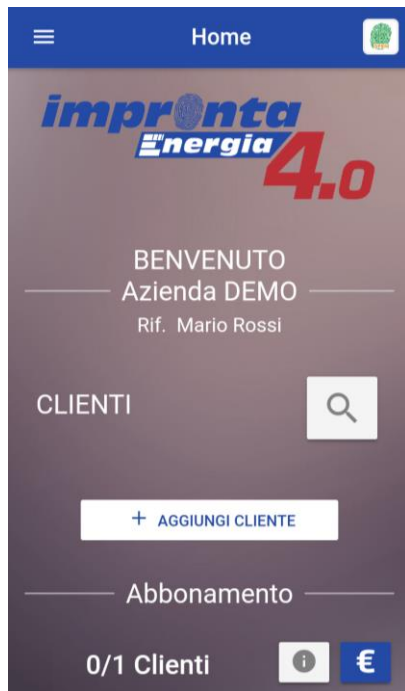 Home
impronta
Energia
4.0
BENVENUTO
Azienda DEMO
Rif. Mario Rossi
CLIENTI
+ AGGIUNGI CLIENTE
Abbonamento
0/1 Clienti
€